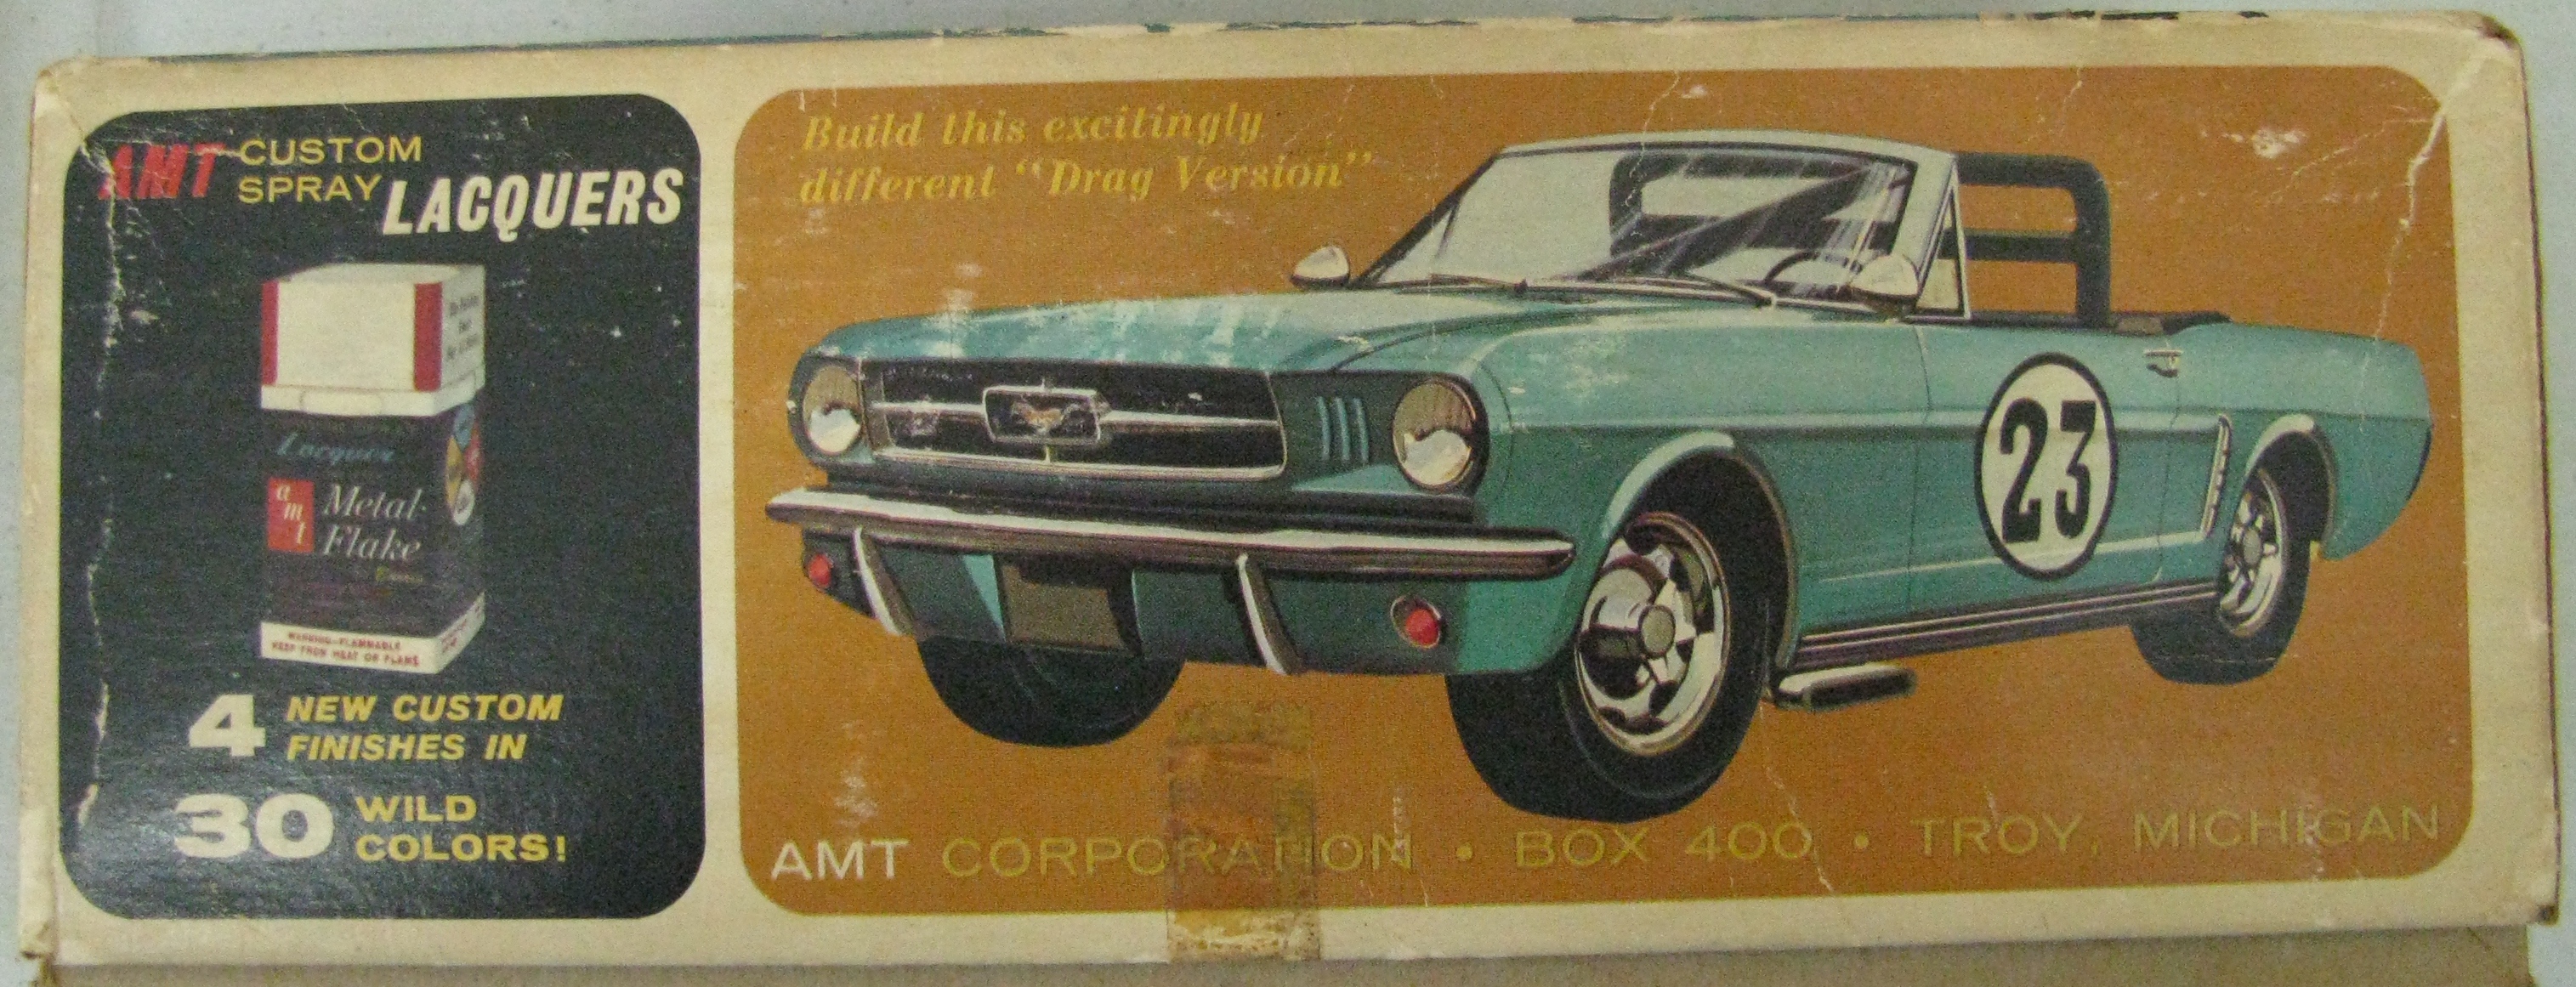 AMT CUSTOM
SPRAY LACQUERS
Lacquer
amt
Metal-
Flake
WARNING—FLAMMABLE
KEEP FROM HEAT OR FLAME
4 NEW CUSTOM
FINISHES IN
30 WILD
COLORS!
Build this excitingly
different "Drag Version"
23
AMT CORPORATION • BOX 400 • TROY, MICHIGAN